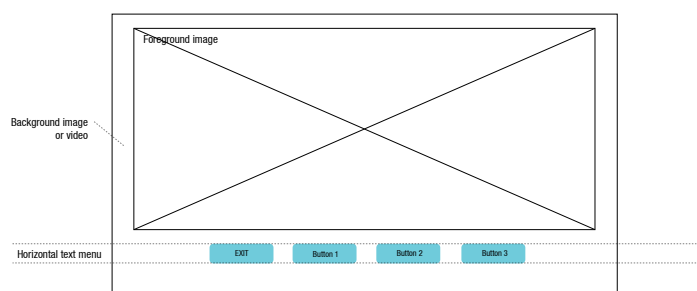 Foreground image
Background image
or video
Horizontal text menu
EXIT
Button 1
Button 2
Button 3